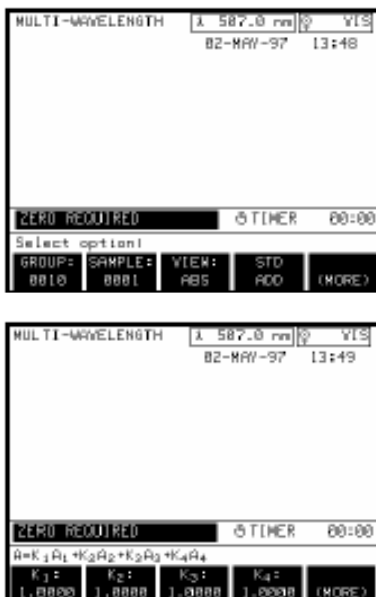 MULTI-WAVELENGTH λ 587.0 nm VIS
02-MAY-97 13:48
ZERO REQUIRED TIMER 00:00
Select option!
GROUP: SAMPLE: VIEW: STD
0010 0001 ABS ADD (MORE)
MULTI-WAVELENGTH λ 587.0 nm VIS
02-MAY-97 13:49
ZERO REQUIRED TIMER 00:00
A=K₁A₁+K₂A₂+K₃A₃+K₄A₄
K₁: K₂: K₃: K₄:
1.0000 1.0000 1.0000 1.0000 (MORE)